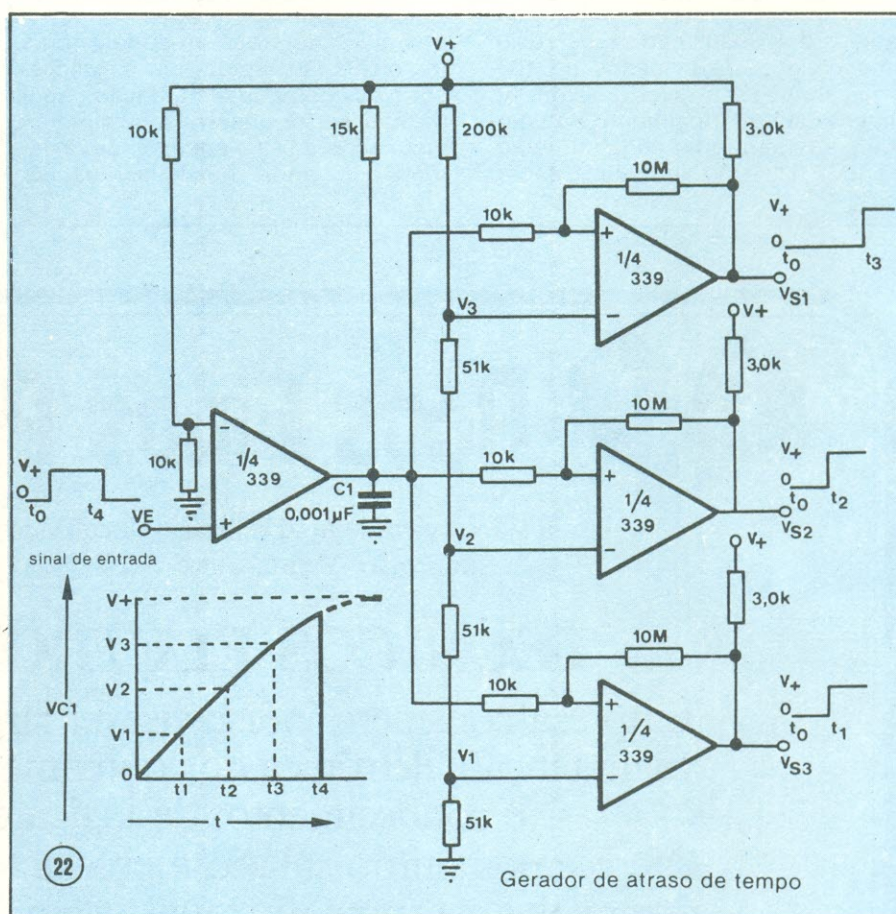 V+
10k
15k
200k
3.0k
10M
10k
+
1/4
339
−
V+
0
t0
t3
VS1
V3
V+
51k
3,0k
10M
10k
10k
−
1/4
339
+
V+
0
t0
t4
VE
sinal de entrada
C1
0,001µF
+
1/4
339
−
V+
0
t0
t2
VS2
V2
V+
51k
3,0k
10M
10k
+
1/4
339
−
V+
0
t0
t1
VS3
V1
51k
V+
V3
V2
V1
0
VC1
t1
t2
t3
t4
t
22
Gerador de atraso de tempo